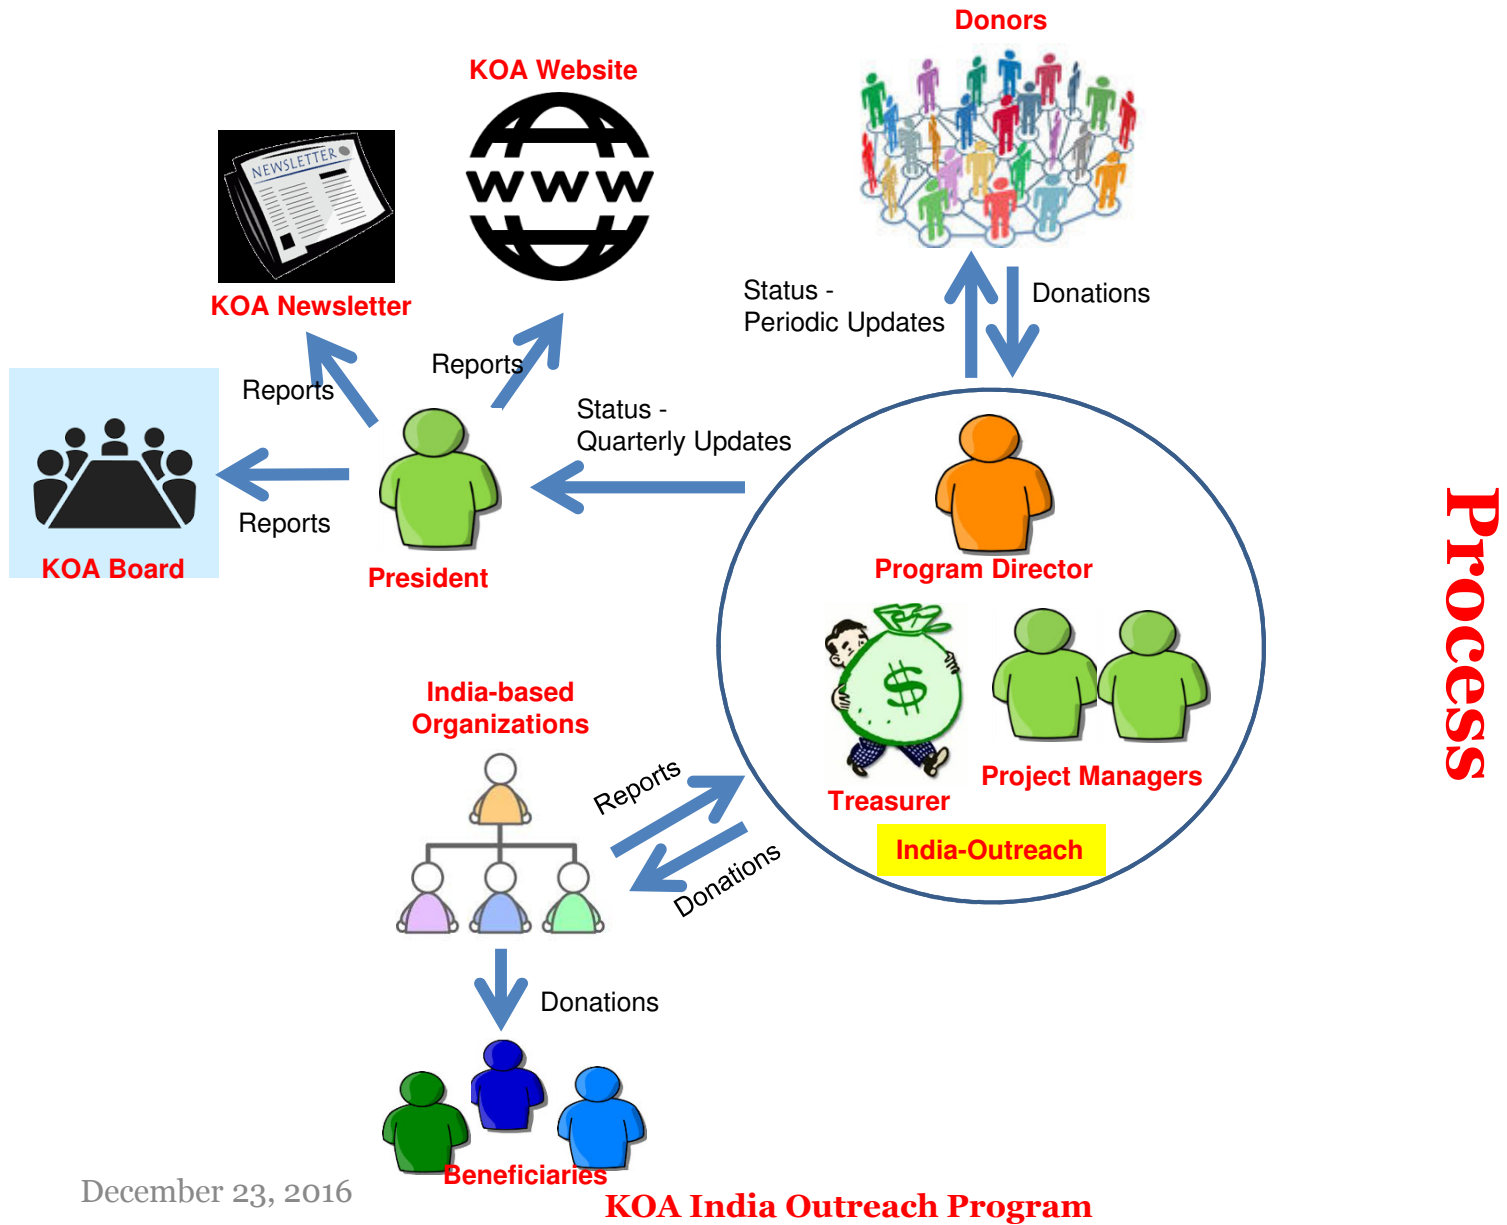 Donors
KOA Website
NEWSLETTER
WWW
KOA Newsletter
Status -
Periodic Updates
Donations
Reports
Reports
Status -
Quarterly Updates
Reports
KOA Board
President
Program Director
Process
India-based
Organizations
$
Reports
Donations
Project Managers
Treasurer
India-Outreach
Donations
Beneficiaries
December 23, 2016
KOA India Outreach Program